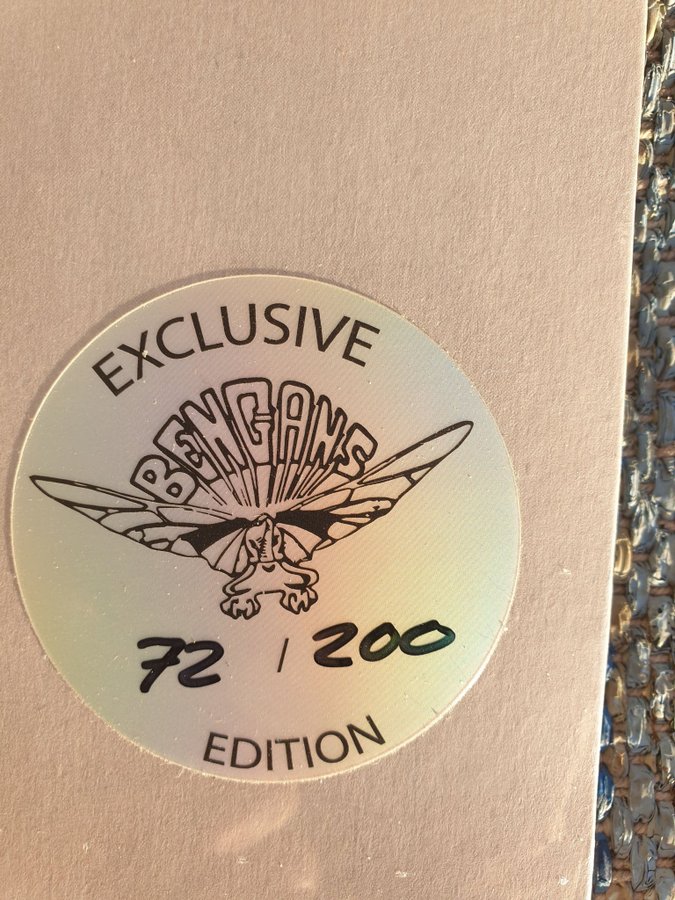 EXCLUSIVE
BENGANS
72 / 200
EDITION